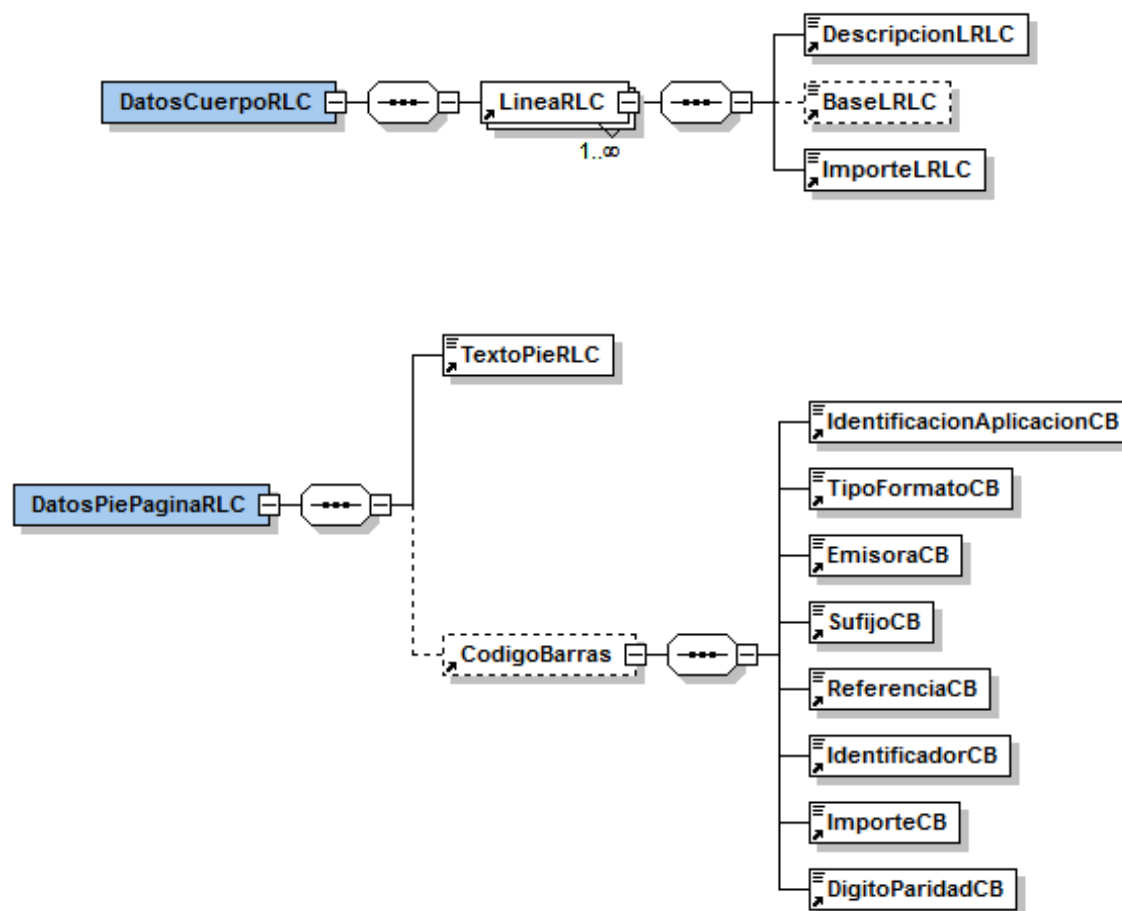 DescripcionLRLC
DatosCuerpoRLC
LineaRLC
BaseLRLC
1..∞
ImporteLRLC
TextoPieRLC
IdentificacionAplicacionCB
TipoFormatoCB
DatosPiePaginaRLC
EmisoraCB
SufijoCB
CodigoBarras
ReferenciaCB
IdentificadorCB
ImporteCB
DigitoParidadCB